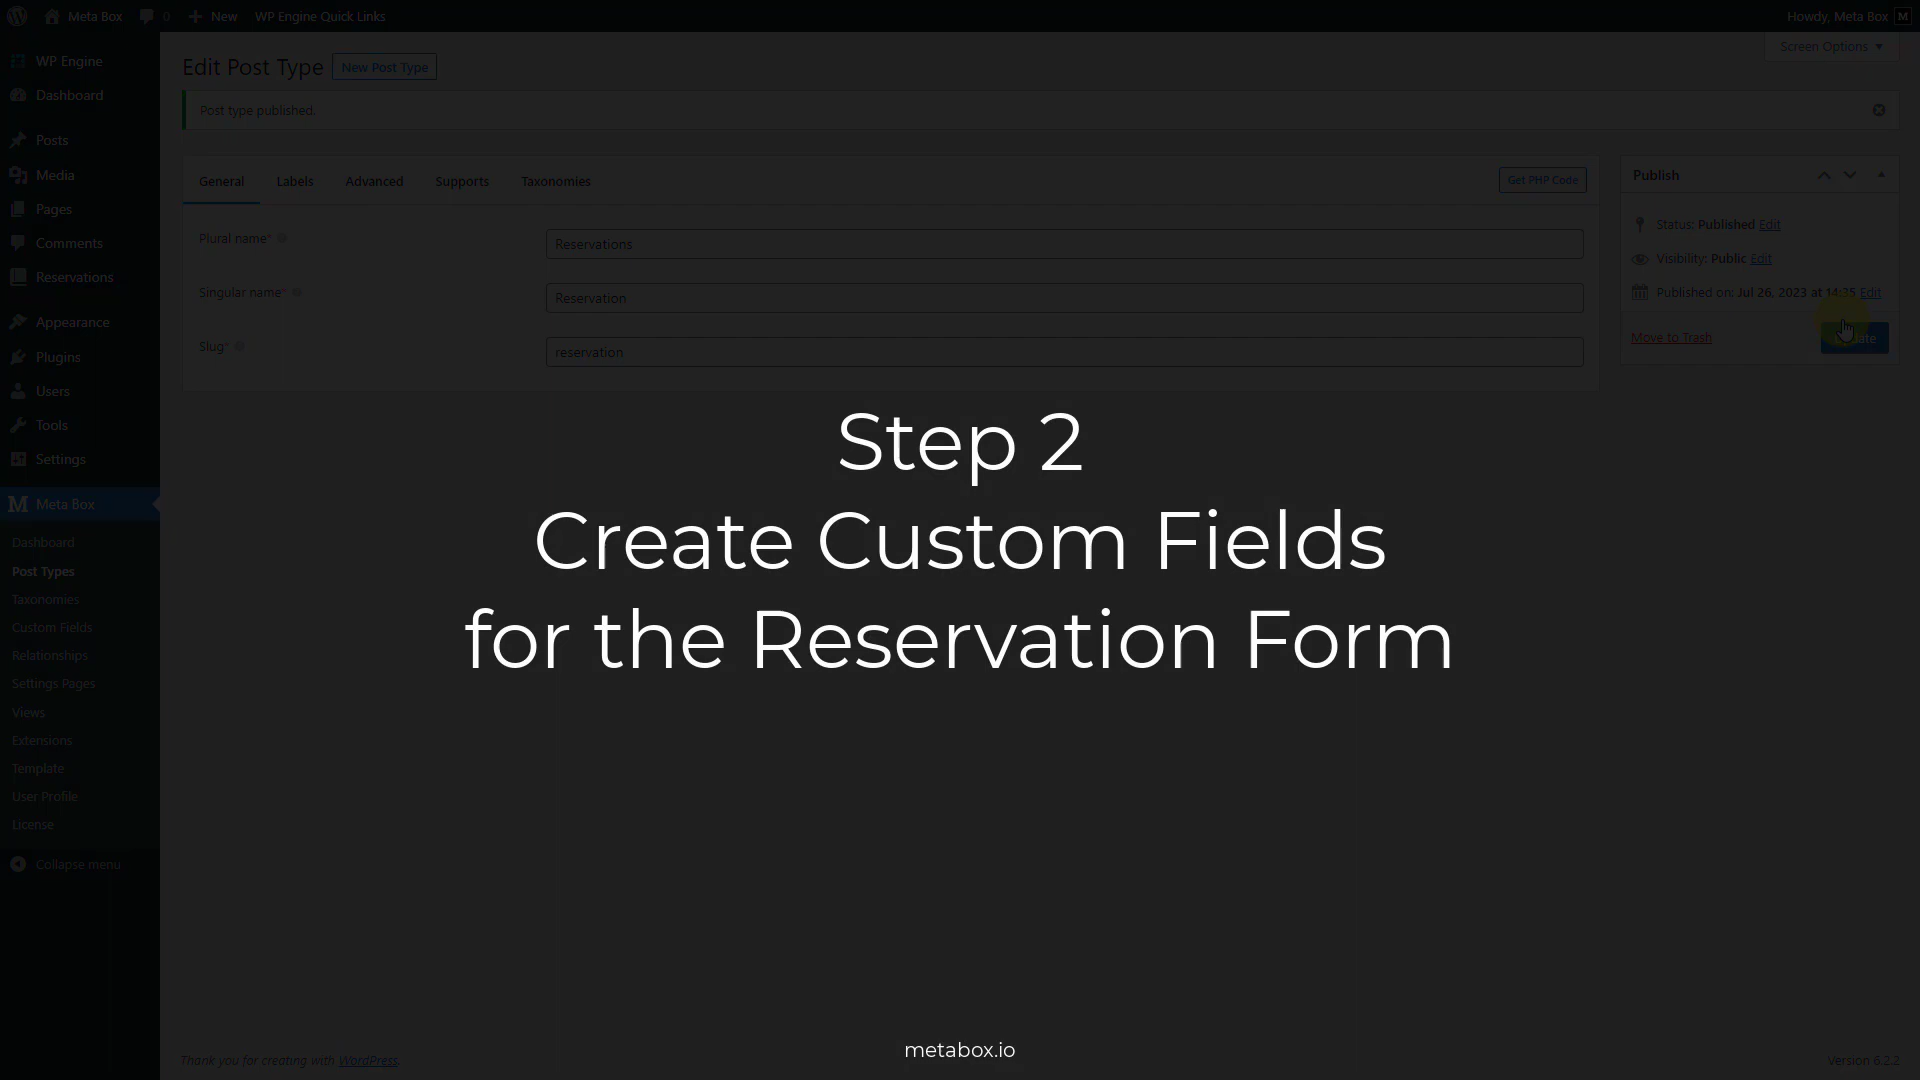 Meta Box
0
New
WP Engine Quick Links
Howdy, Meta Box
M
WP Engine
Dashboard
Posts
Media
Pages
Comments
Reservations
Appearance
Plugins
Users
Tools
Settings
M
Meta Box
Dashboard
Post Types
Taxonomies
Custom Fields
Relationships
Settings Pages
Views
Extensions
Template
User Profile
License
Collapse menu
Screen Options
Edit Post Type
New Post Type
Post type published.
General
Labels
Advanced
Supports
Taxonomies
Get PHP Code
Plural name*
Reservations
Singular name*
Reservation
Slug*
reservation
Publish
Status: Published Edit
Visibility: Public Edit
Published on: Jul 26, 2023 at 14:35 Edit
Move to Trash
Step 2
Create Custom Fields
for the Reservation Form
metabox.io
Thank you for creating with WordPress.
Version 6.2.2